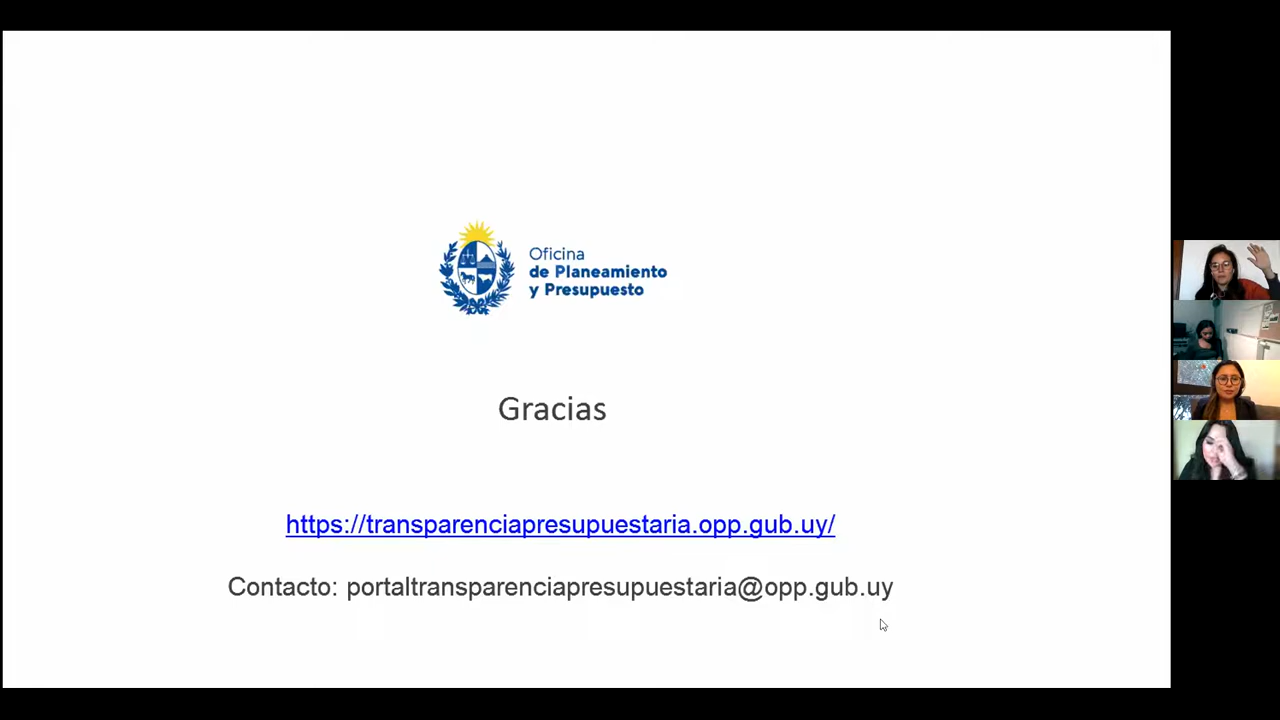 Oficina
de Planeamiento
y Presupuesto
Gracias
https://transparenciapresupuestaria.opp.gub.uy/
Contacto: portaltransparenciapresupuestaria@opp.gub.uy